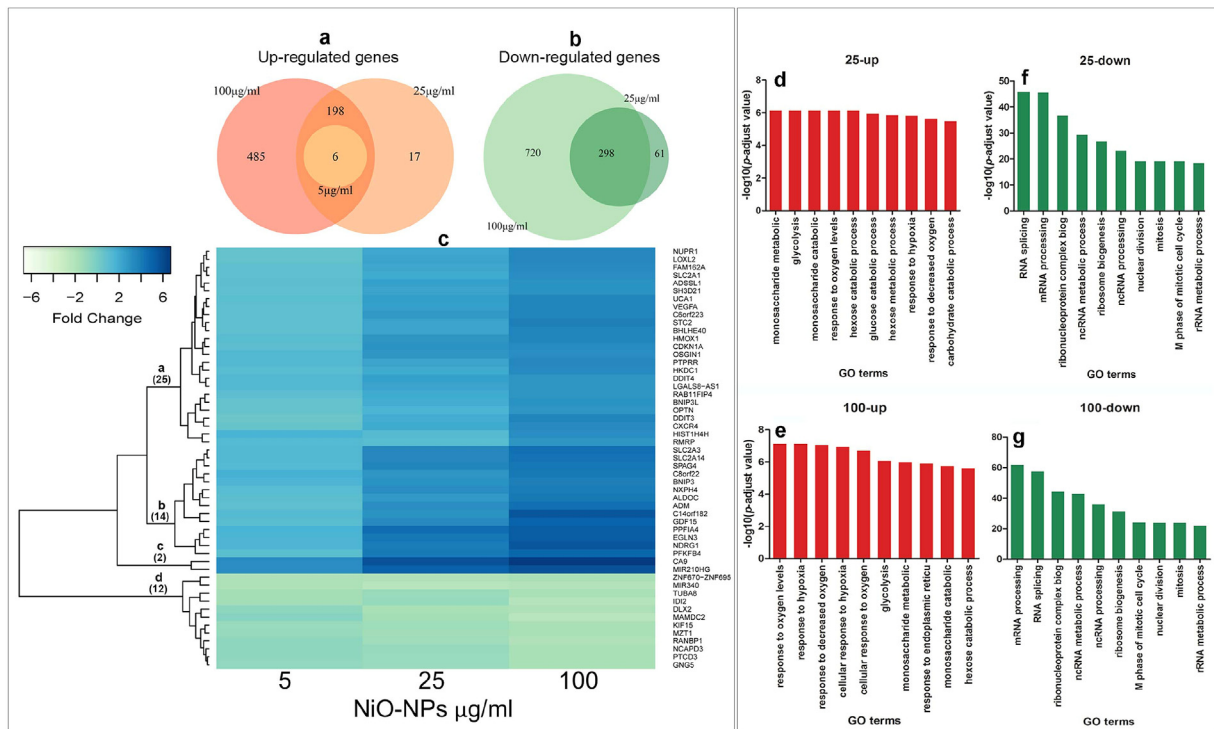 a
Up-regulated genes
100μg/ml
25μg/ml
198
485
6
17
5μg/ml
b
Down-regulated genes
25μg/ml
720
298
61
100μg/ml
−6
−2
2
6
Fold Change
c
a
(25)
b
(14)
c
(2)
d
(12)
NUPR1
LOXL2
FAM162A
SLC2A1
ADSSL1
SH3D21
UCA1
VEGFA
C6orf223
STC2
BHLHE40
HMOX1
CDKN1A
OSGIN1
PTPRR
HKDC1
DDIT4
LGALS8-AS1
RAB11FIP4
BNIP3L
OPTN
DDIT3
CXCR4
HIST1H4H
RMRP
SLC2A3
SLC2A14
SPAG4
C8orf22
BNIP3
NXPH4
ALDOC
ADM
C14orf182
GDF15
PPFIA4
EGLN3
NDRG1
PFKFB4
CA9
MIR210HG
ZNF670-ZNF695
MIR340
TUBA8
IDI2
DLX2
MAMDC2
KIF15
MZT1
RANBP1
NCAPD3
PTCD3
GNG5
5
25
100
NiO-NPs μg/ml
25-up
d
-log10(p-adjust value)
8
6
4
2
0
monosaccharide metabolic
glycolysis
monosaccharide catabolic
response to oxygen levels
hexose catabolic process
glucose catabolic process
hexose metabolic process
response to hypoxia
response to decreased oxygen
carbohydrate catabolic process
GO terms
25-down
f
-log10(p-adjust value)
50
40
30
20
10
0
RNA splicing
mRNA processing
ribonucleoprotein complex biog
ncRNA metabolic process
ribosome biogenesis
ncRNA processing
nuclear division
mitosis
M phase of mitotic cell cycle
rRNA metabolic process
GO terms
100-up
e
-log10(p-adjust value)
8
6
4
2
0
response to oxygen levels
response to hypoxia
response to decreased oxygen
cellular response to hypoxia
cellular response to oxygen
glycolysis
monosaccharide metabolic
response to endoplasmic reticu
monosaccharide catabolic
hexose catabolic process
GO terms
100-down
g
-log10(p-adjust value)
80
60
40
20
0
mRNA processing
RNA splicing
ribonucleoprotein complex biog
ncRNA metabolic process
ncRNA processing
ribosome biogenesis
M phase of mitotic cell cycle
nuclear division
mitosis
rRNA metabolic process
GO terms